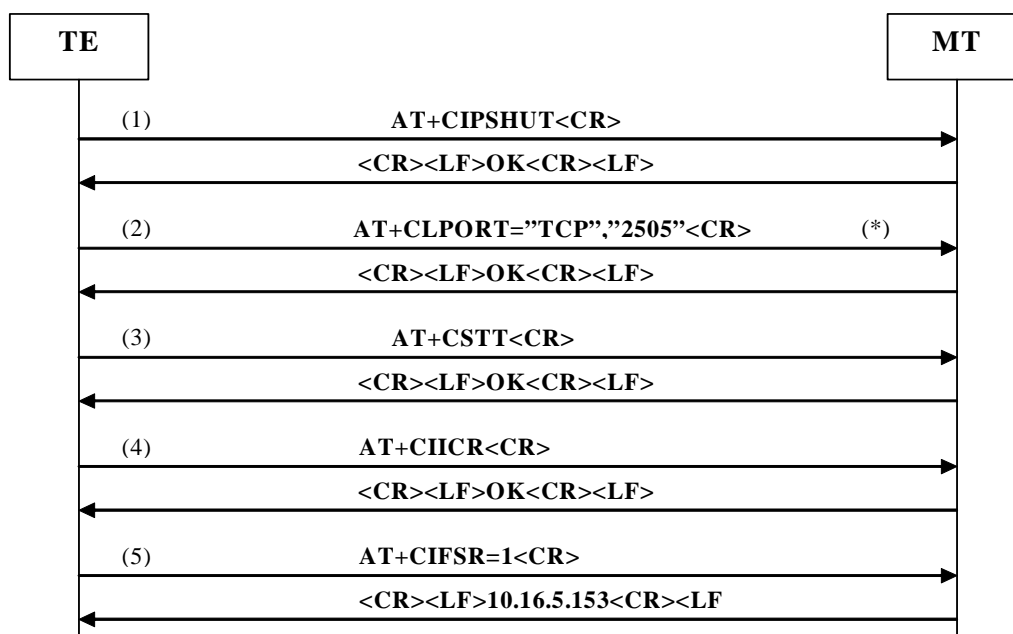 TE MT
(1) AT+CIPSHUT<CR>
<CR><LF>OK<CR><LF>
(2) AT+CLPORT=”TCP”,”2505”<CR> (*)
<CR><LF>OK<CR><LF>
(3) AT+CSTT<CR>
<CR><LF>OK<CR><LF>
(4) AT+CIICR<CR>
<CR><LF>OK<CR><LF>
(5) AT+CIFSR=1<CR>
<CR><LF>10.16.5.153<CR><LF